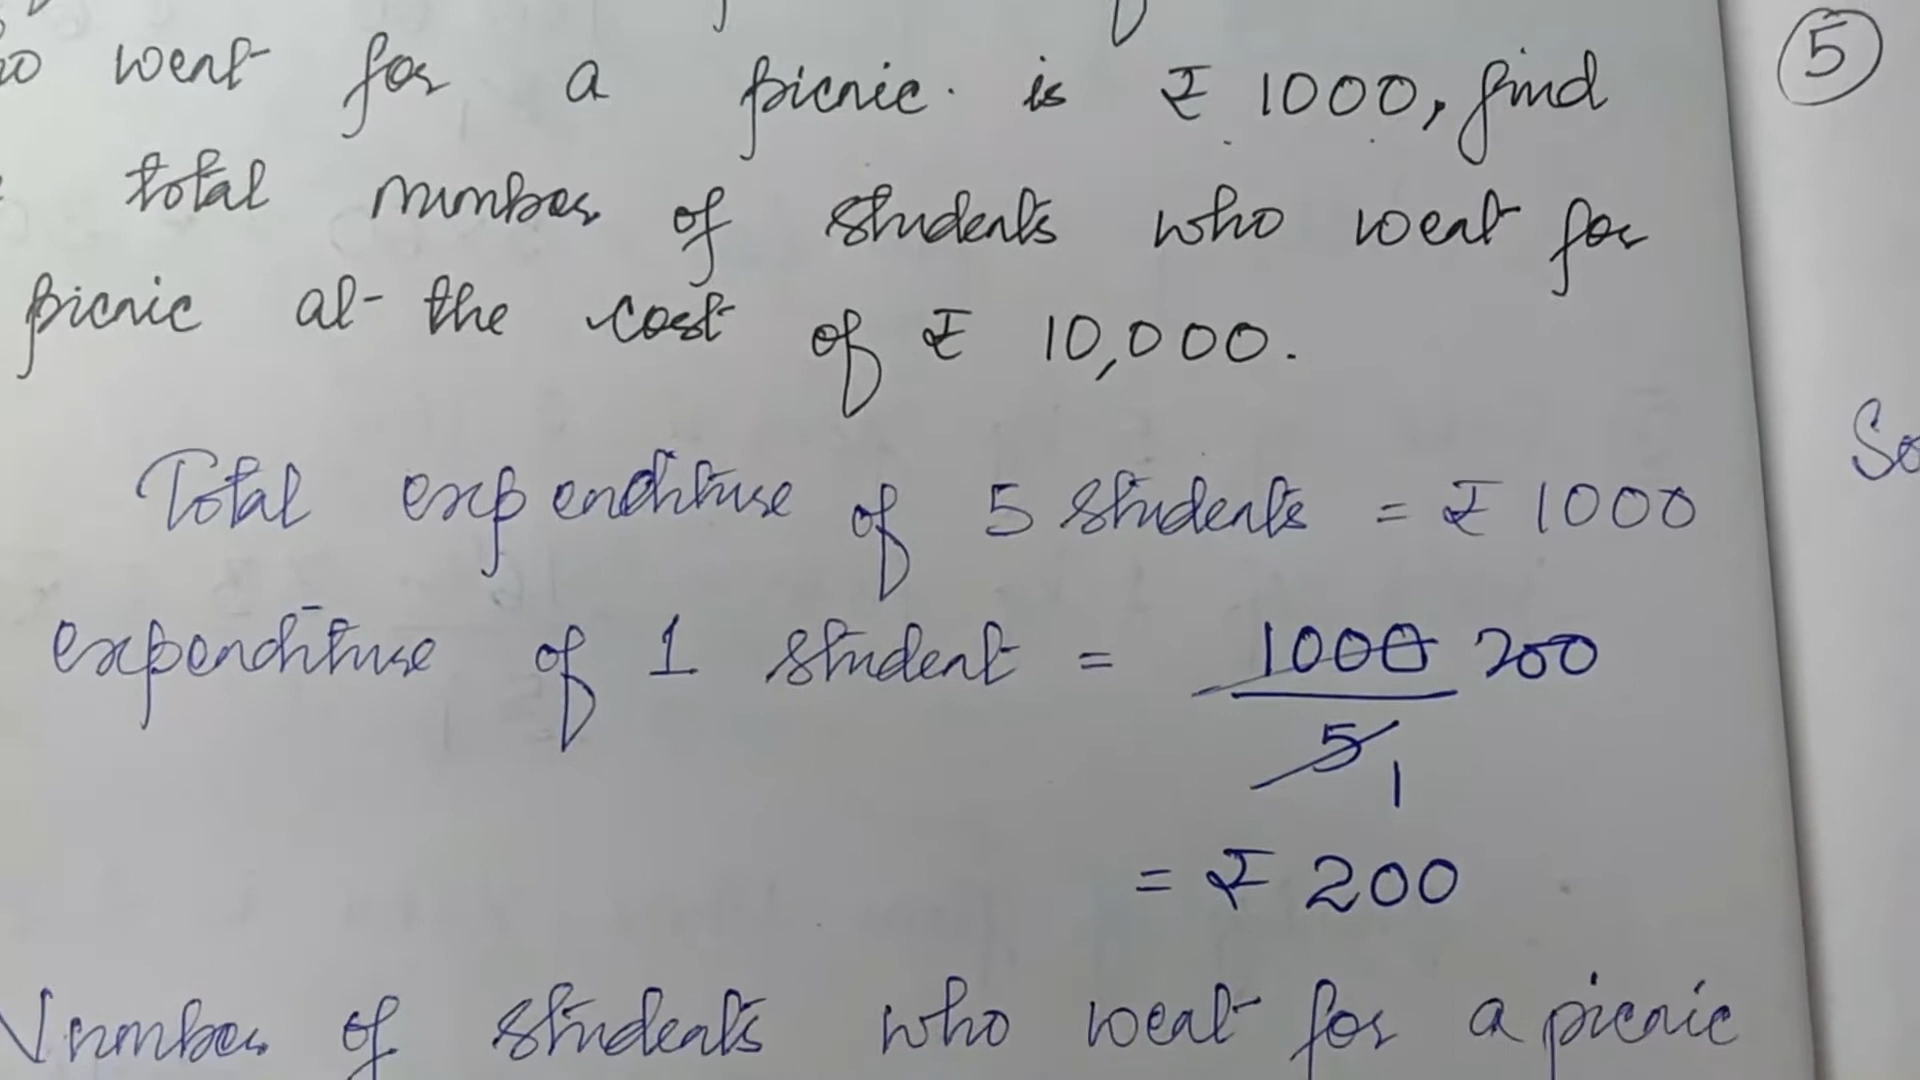 went for a picnic. is ₹ 1000, find
total number of students who went for
picnic at the cost of ₹ 10,000.
Total expenditure of 5 students = ₹ 1000
expenditure of 1 student = 1000 200
5 1
= ₹ 200
Number of students who went for a picnic
5
So